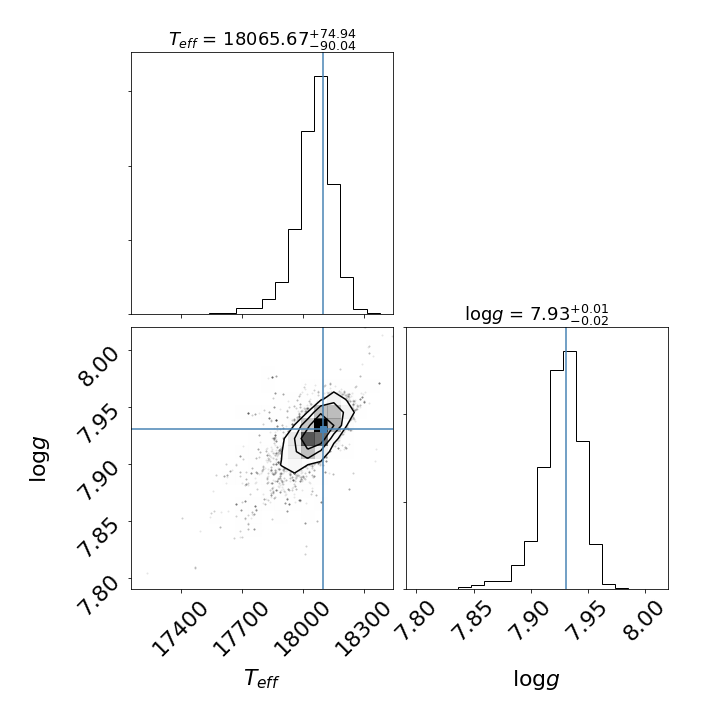 T_eff = 18065.67^{+74.94}_{-90.04}
logg = 7.93^{+0.01}_{-0.02}
8.00
7.95
7.90
7.85
7.80
logg
17400 17700 18000 18300
T_eff
7.80 7.85 7.90 7.95 8.00
logg